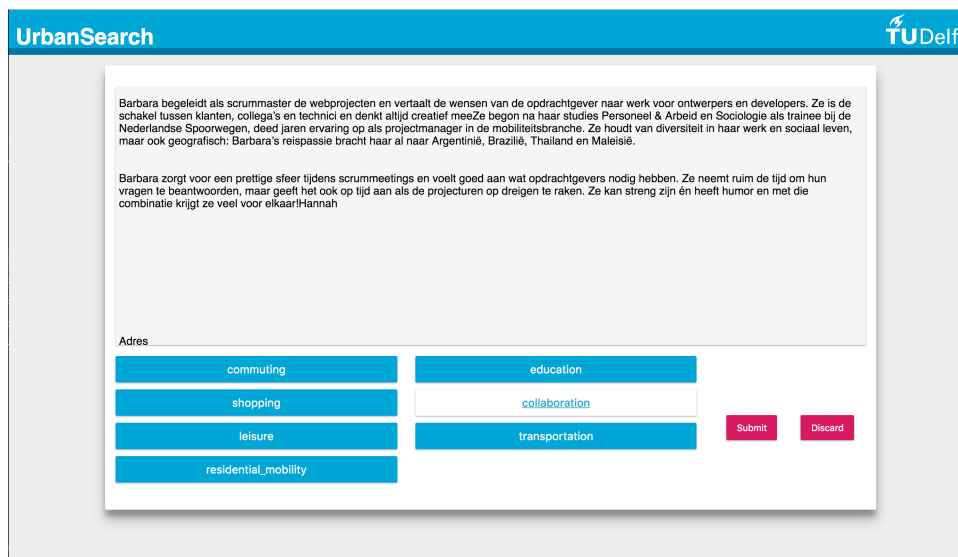 UrbanSearch
TUDelf
Barbara begeleidt als scrummaster de webprojecten en vertaalt de wensen van de opdrachtgever naar werk voor ontwerpers en developers. Ze is de
schakel tussen klanten, collega's en technici en denkt altijd creatief meeZe begon na haar studies Personeel & Arbeid en Sociologie als trainee bij de
Nederlandse Spoorwegen, deed jaren ervaring op als projectmanager in de mobiliteitsbranche. Ze houdt van diversiteit in haar werk en sociaal leven,
maar ook geografisch: Barbara's reispassie bracht haar al naar Argentinië, Brazilië, Thailand en Maleisië.
Barbara zorgt voor een prettige sfeer tijdens scrummeetings en voelt goed aan wat opdrachtgevers nodig hebben. Ze neemt ruim de tijd om hun
vragen te beantwoorden, maar geeft het ook op tijd aan als de projecturen op dreigen te raken. Ze kan streng zijn én heeft humor en met die
combinatie krijgt ze veel voor elkaar!Hannah
Adres
commuting
education
shopping
collaboration
leisure
transportation
Submit
Discard
residential_mobility